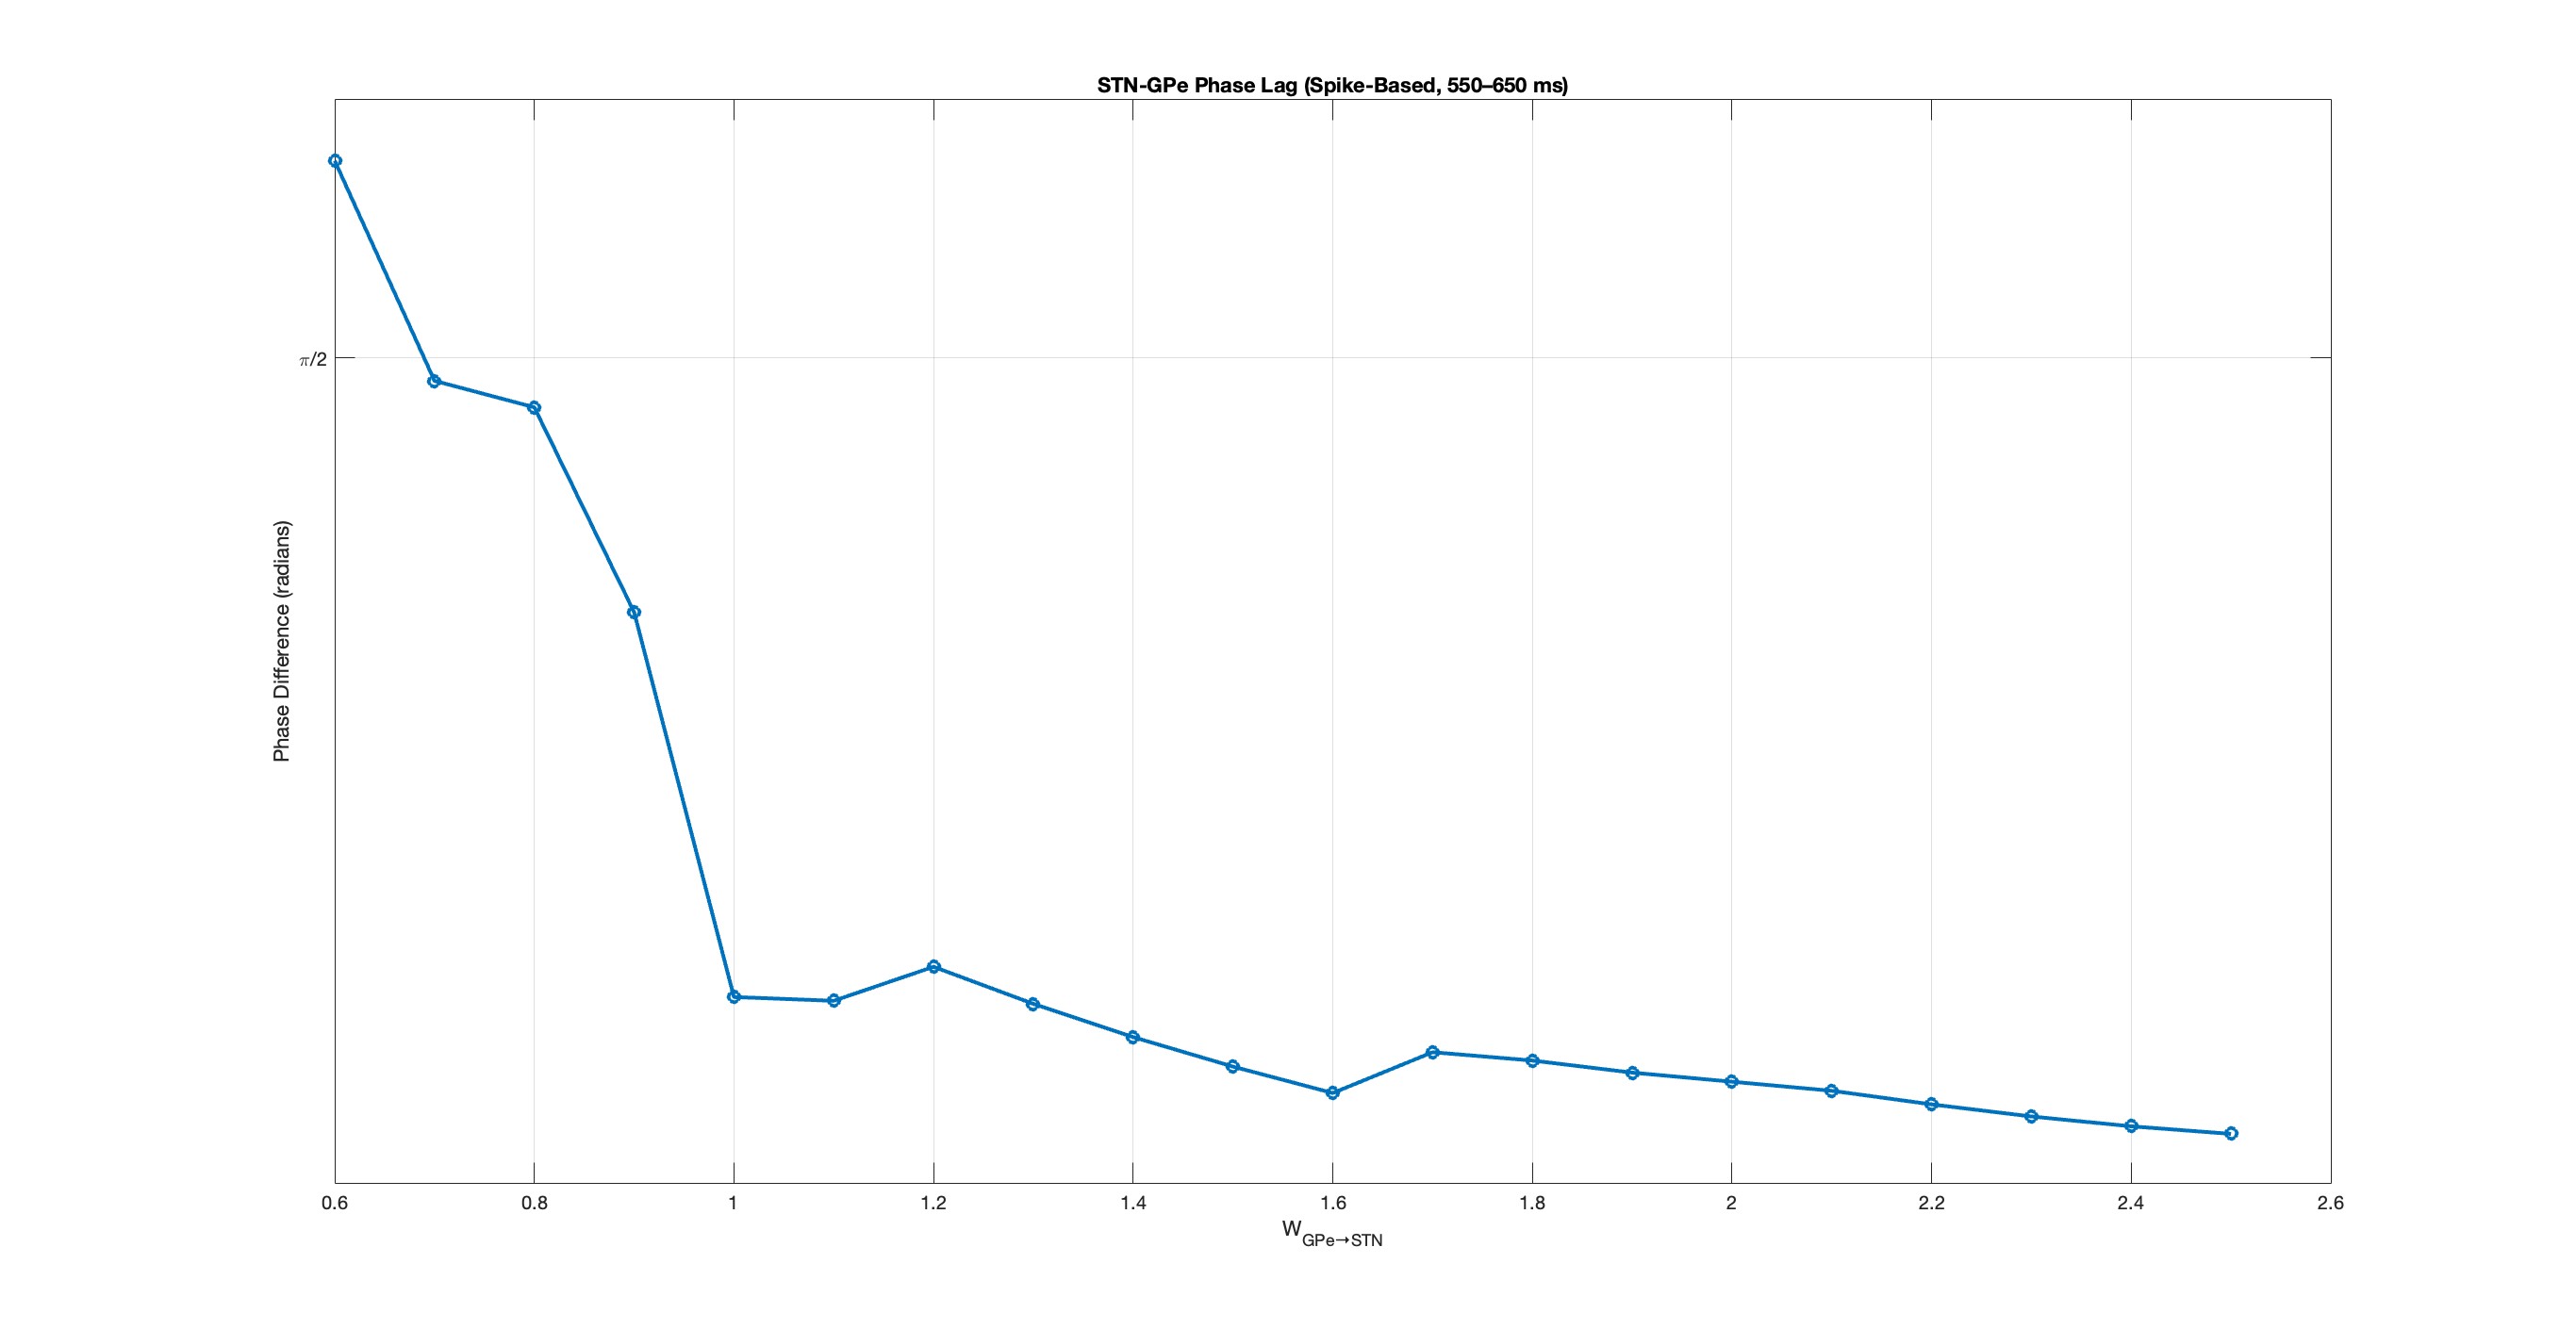 STN-GPe Phase Lag (Spike-Based, 550–650 ms)
π/2
Phase Difference (radians)
0.6 0.8 1 1.2 1.4 1.6 1.8 2 2.2 2.4 2.6
W GPe→STN